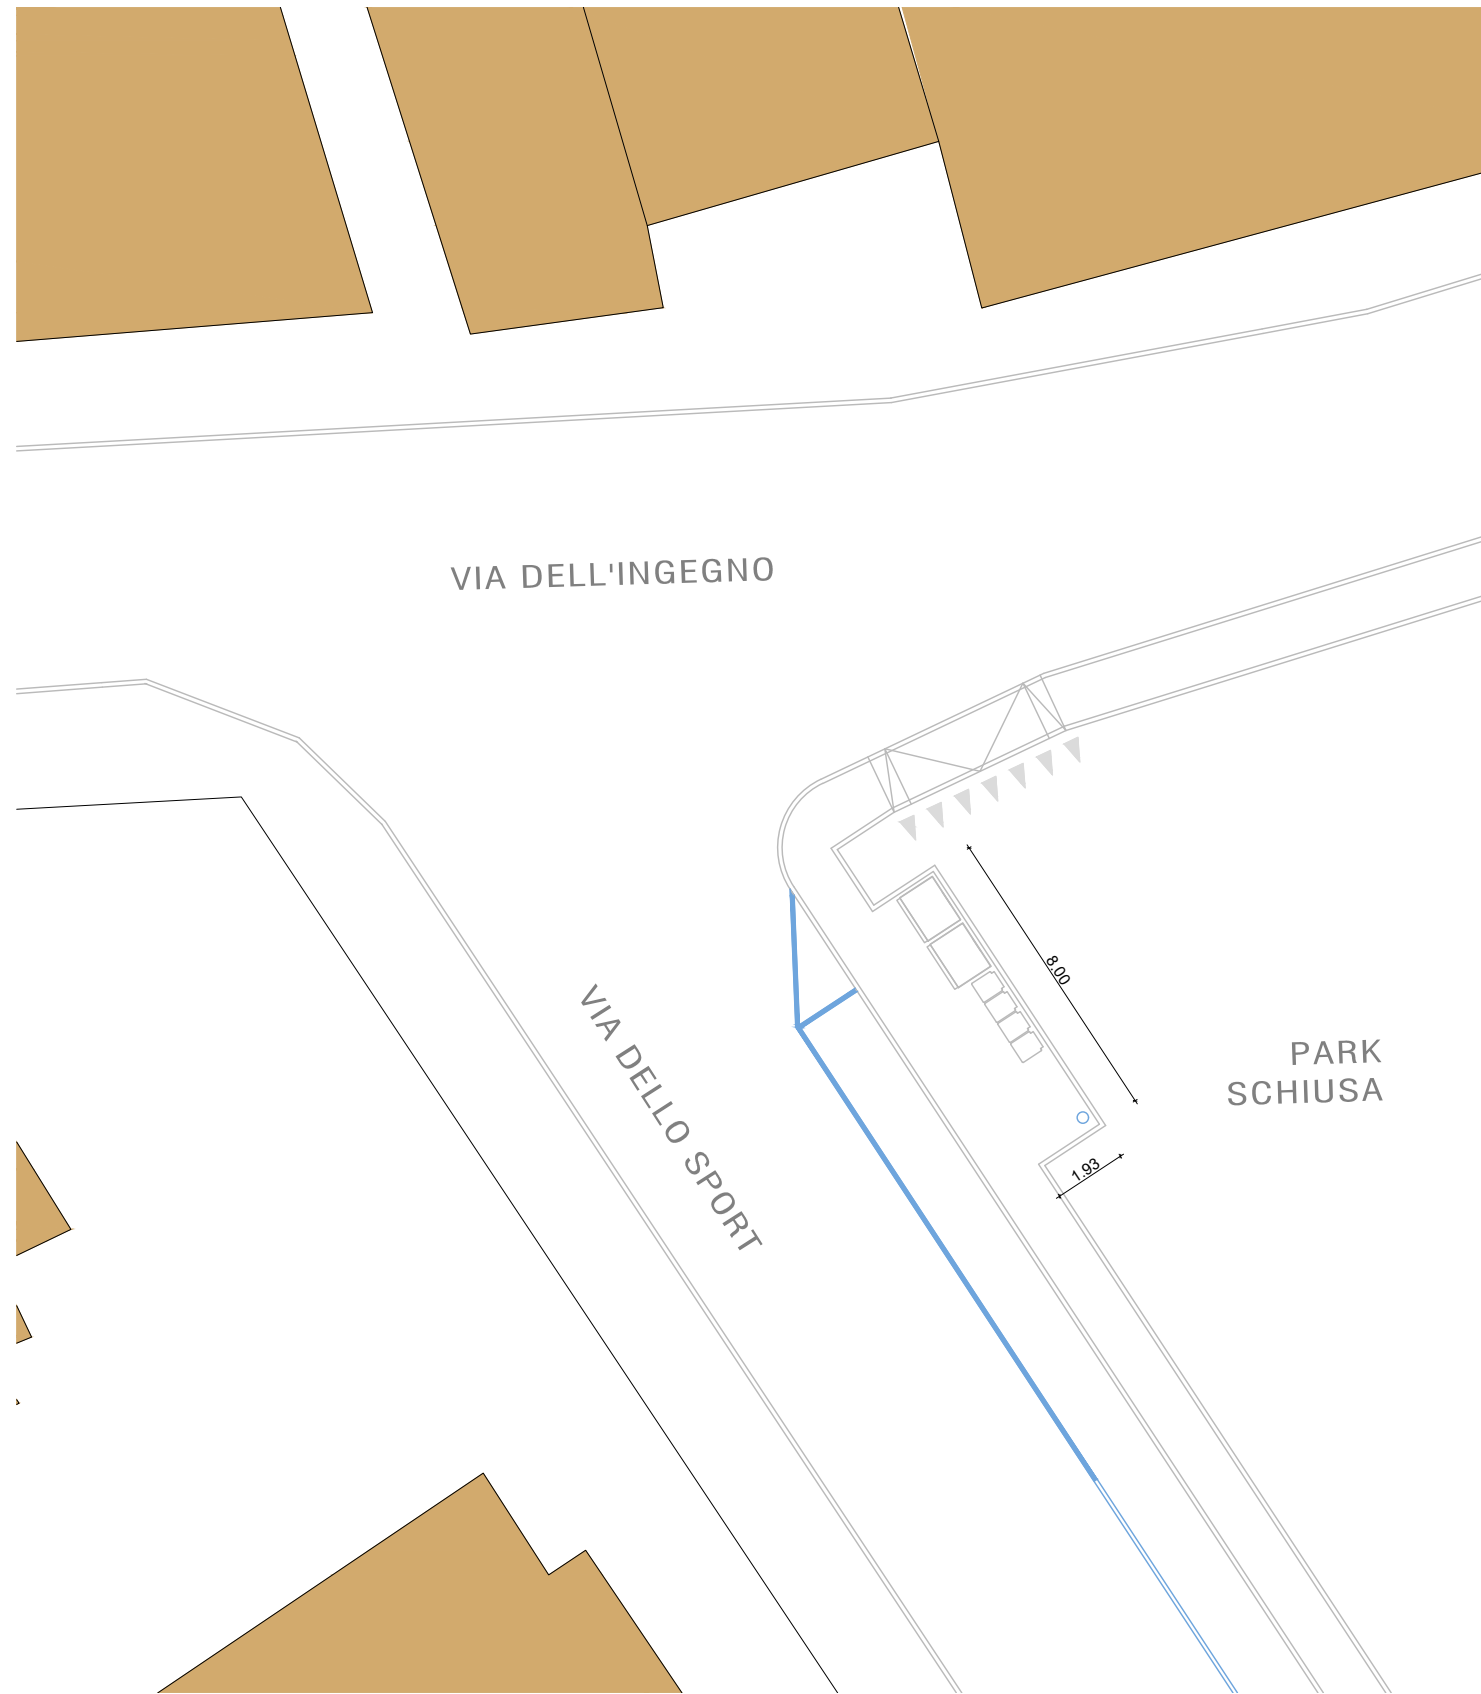 VIA DELL'INGEGNO
VIA DELLO SPORT
8.00
PARK
SCHIUSA
1.93